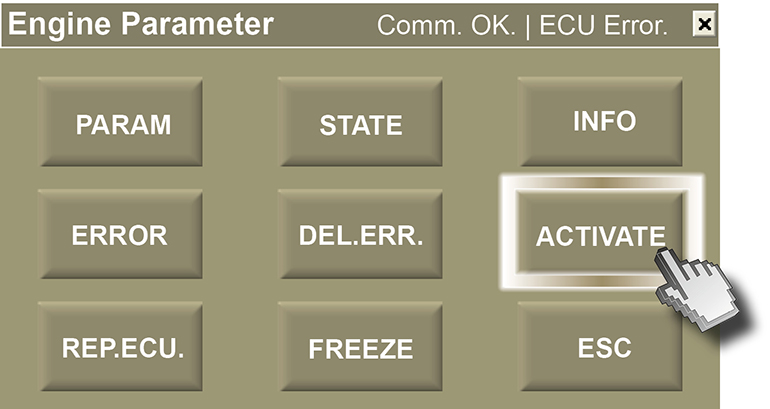 Engine Parameter Comm. OK. | ECU Error.
PARAM STATE INFO
ERROR DEL.ERR. ACTIVATE
REP.ECU. FREEZE ESC